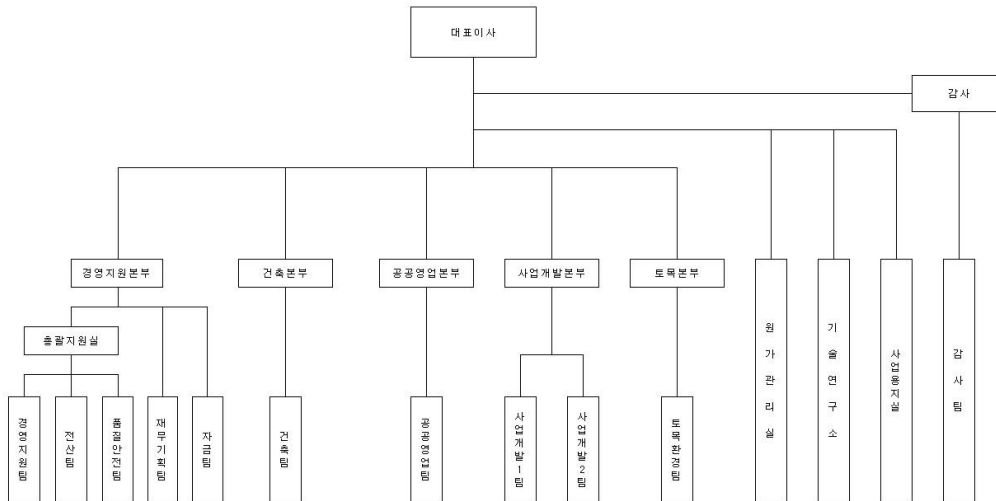 대표이사
감사
경영지원본부
건축본부
공공영업본부
사업개발본부
토목본부
총괄지원실
원가관리실
기술연구소
사업용지실
감사팀
경영지원팀
전산팀
품질안전팀
재무기획팀
자금팀
건축팀
공공영업팀
사업개발1팀
사업개발2팀
토목환경팀